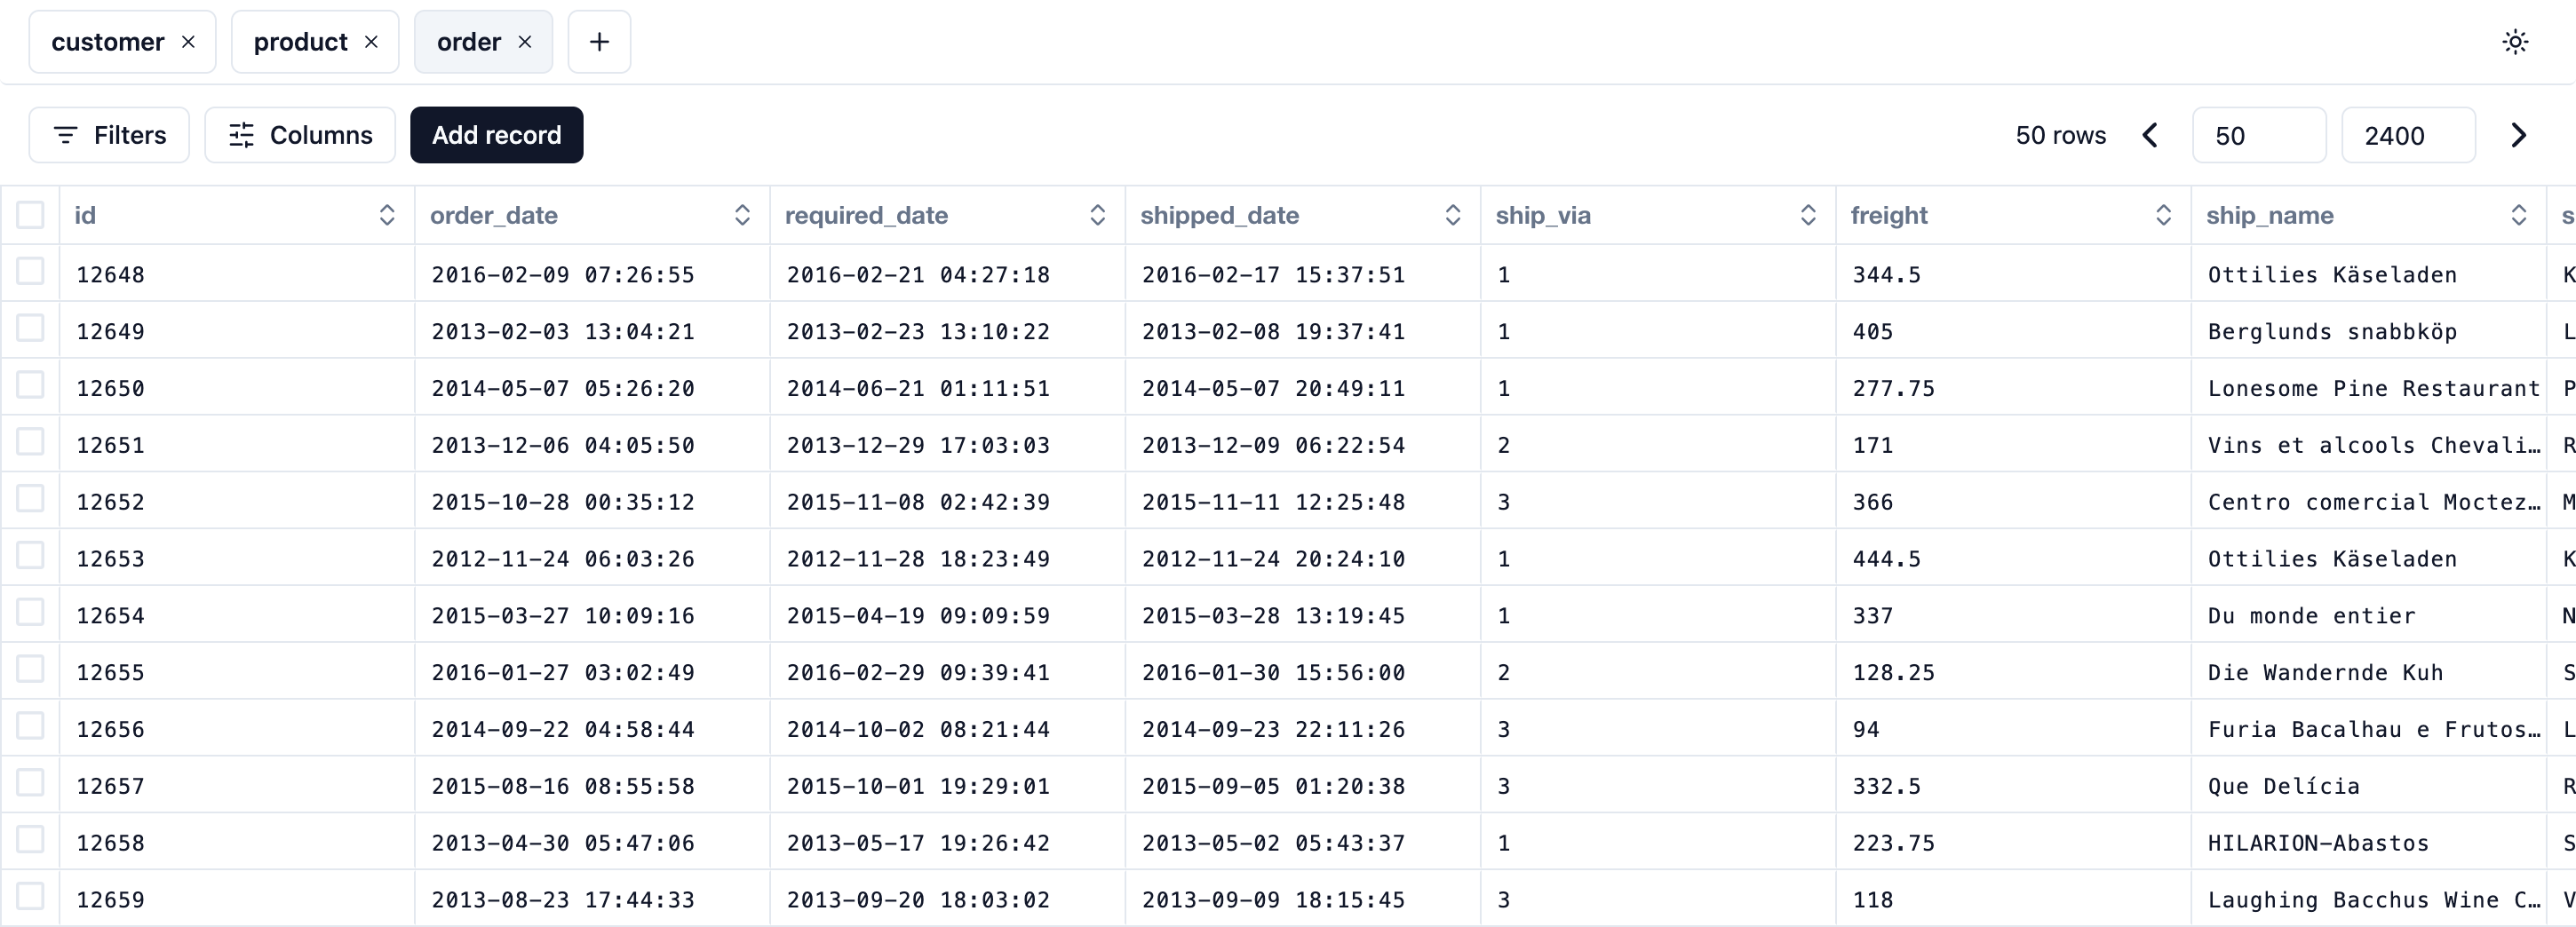 customer product order
Filters Columns Add record 50 rows 50 2400
id order_date required_date shipped_date ship_via freight ship_name s
12648 2016-02-09 07:26:55 2016-02-21 04:27:18 2016-02-17 15:37:51 1 344.5 Ottilies Käseladen K
12649 2013-02-03 13:04:21 2013-02-23 13:10:22 2013-02-08 19:37:41 1 405 Berglunds snabbköp L
12650 2014-05-07 05:26:20 2014-06-21 01:11:51 2014-05-07 20:49:11 1 277.75 Lonesome Pine Restaurant P
12651 2013-12-06 04:05:50 2013-12-29 17:03:03 2013-12-09 06:22:54 2 171 Vins et alcools Chevali… R
12652 2015-10-28 00:35:12 2015-11-08 02:42:39 2015-11-11 12:25:48 3 366 Centro comercial Moctez… M
12653 2012-11-24 06:03:26 2012-11-28 18:23:49 2012-11-24 20:24:10 1 444.5 Ottilies Käseladen K
12654 2015-03-27 10:09:16 2015-04-19 09:09:59 2015-03-28 13:19:45 1 337 Du monde entier N
12655 2016-01-27 03:02:49 2016-02-29 09:39:41 2016-01-30 15:56:00 2 128.25 Die Wandernde Kuh S
12656 2014-09-22 04:58:44 2014-10-02 08:21:44 2014-09-23 22:11:26 3 94 Furia Bacalhau e Frutos… L
12657 2015-08-16 08:55:58 2015-10-01 19:29:01 2015-09-05 01:20:38 3 332.5 Que Delícia R
12658 2013-04-30 05:47:06 2013-05-17 19:26:42 2013-05-02 05:43:37 1 223.75 HILARION-Abastos S
12659 2013-08-23 17:44:33 2013-09-20 18:03:02 2013-09-09 18:15:45 3 118 Laughing Bacchus Wine C… V